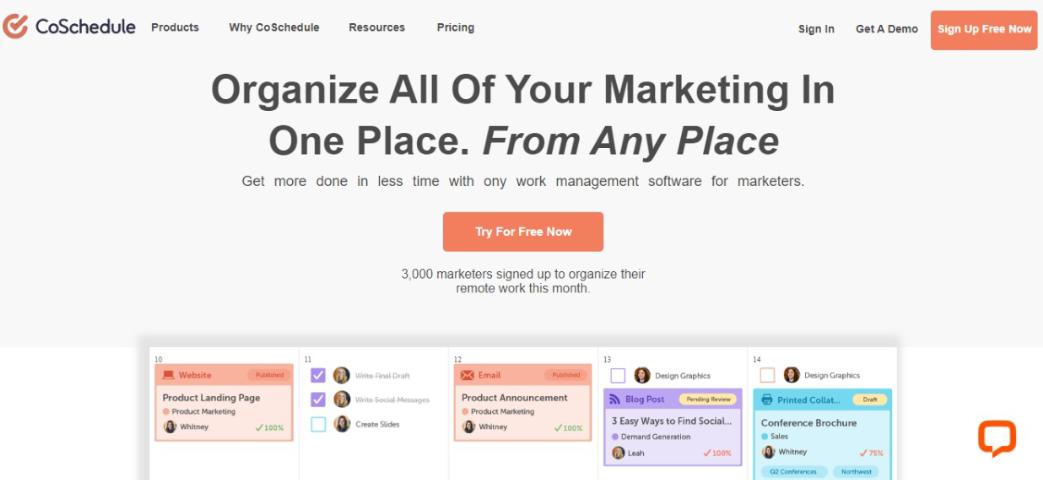 CoSchedule Products Why CoSchedule Resources Pricing Sign In Get A Demo Sign Up Free Now
Organize All Of Your Marketing In
One Place. From Any Place
Get more done in less time with ony work management software for marketers.
Try For Free Now
3,000 marketers signed up to organize their
remote work this month.
10
Website Published
Product Landing Page
Product Marketing
Whitney 100%
11
Write Final Draft
Write Social Messages
Create Slides
12
Email Published
Product Announcement
Product Marketing
Whitney 100%
13
Design Graphics
Blog Post Pending Review
3 Easy Ways to Find Social...
Demand Generation
Leah 100%
14
Design Graphics
Printed Collat... Draft
Conference Brochure
Sales
Whitney 75%
Q2 Conferences Northwest